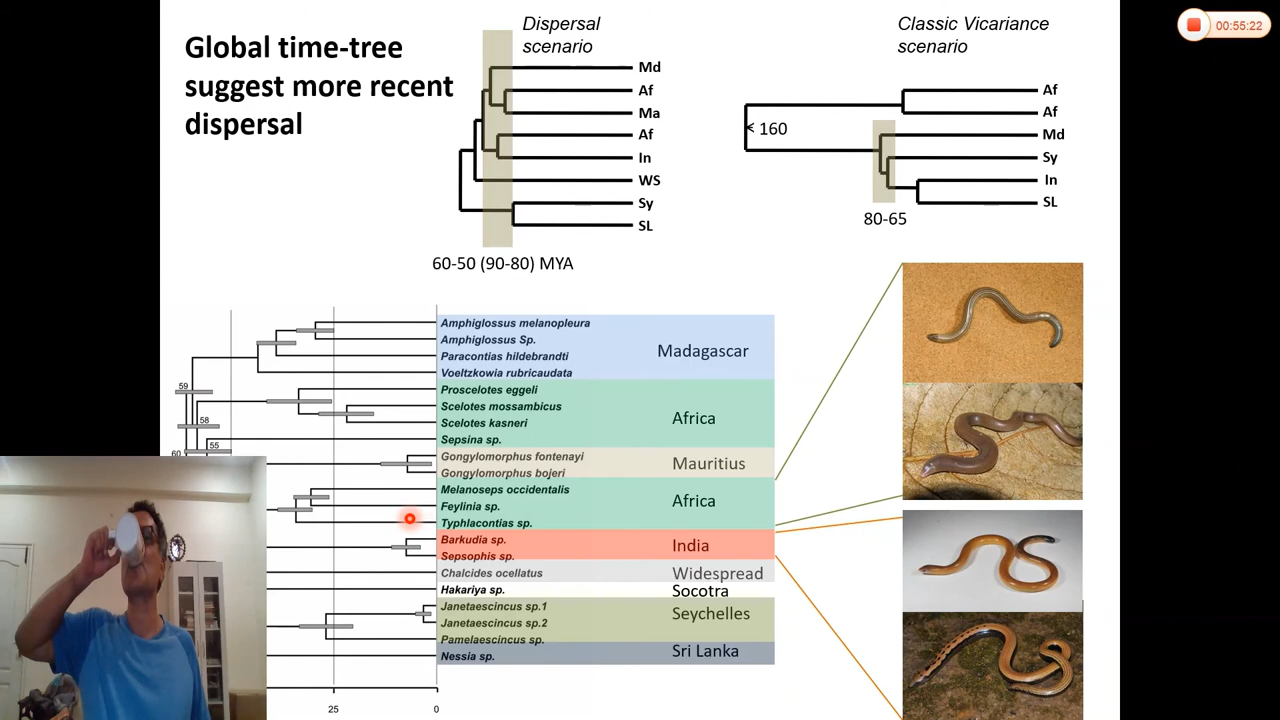 Global time-tree
suggest more recent
dispersal
Dispersal
scenario
Md
Af
Ma
Af
In
WS
Sy
SL
60-50 (90-80) MYA
Classic Vicariance
scenario
< 160
Af
Af
Md
Sy
In
SL
80-65
00:55:22
59
58
55
60
Amphiglossus melanopleura
Amphiglossus Sp.
Paracontias hildebrandti
Voeltzkowia rubricaudata
Madagascar
Proscelotes eggeli
Scelotes mossambicus
Scelotes kasneri
Sepsina sp.
Africa
Gongylomorphus fontenayi
Gongylomorphus bojeri
Mauritius
Melanoseps occidentalis
Feylinia sp.
Typhlacontias sp.
Africa
Barkudia sp.
Sepsophis sp.
India
Chalcides ocellatus
Widespread
Hakariya sp.
Socotra
Janetaescincus sp.1
Janetaescincus sp.2
Pamelaescincus sp.
Seychelles
Nessia sp.
Sri Lanka
25
0